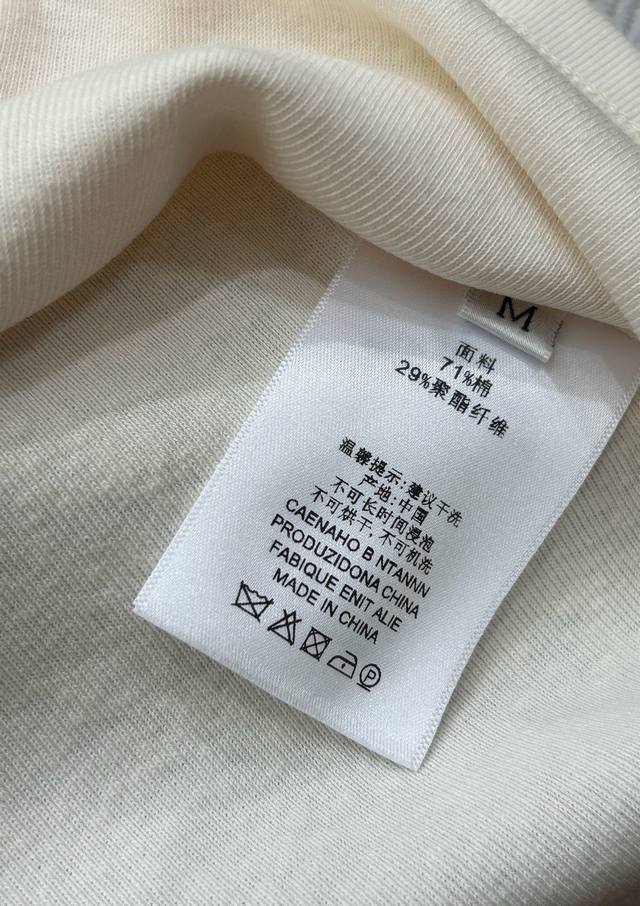 M
面料
71%棉
29%聚酯纤维
温馨提示:建议干洗
产地:中国
不可长时间浸泡
不可烘干,不可机洗
CAENAHO B NTANNN
PRODUZIDONA CHINA
FABIQUE ENIT ALIE
MADE IN CHINA
P